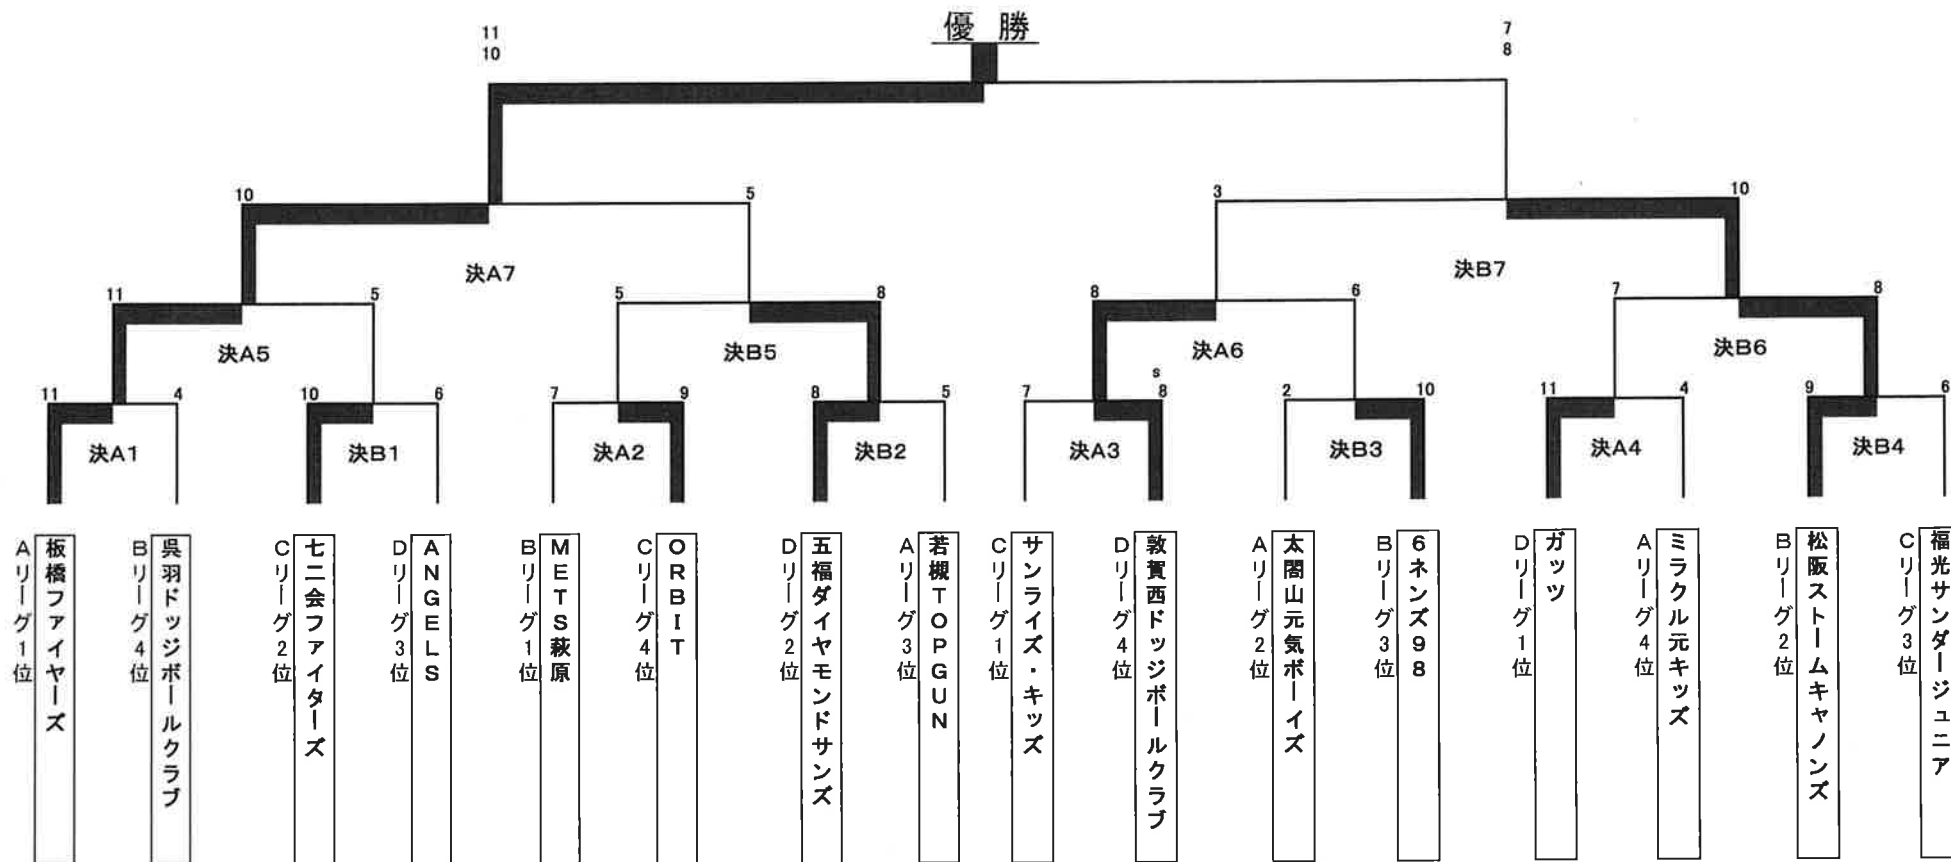 優 勝
11
10
7
8
10
5
3
10
決A7
決B7
11
5
5
8
8
6
7
8
決A5
決B5
決A6
決B6
11
4
10
6
7
9
8
5
7
s
8
2
10
11
4
9
6
決A1
決B1
決A2
決B2
決A3
決B3
決A4
決B4
Aリーグ1位
板橋ファイヤーズ
Bリーグ4位
呉羽ドッジボールクラブ
Cリーグ2位
七二会ファイターズ
Dリーグ3位
ANGELS
Bリーグ1位
METS萩原
Cリーグ4位
ORBIT
Dリーグ2位
五福ダイヤモンドサンズ
Aリーグ3位
若槻TOPGUN
Cリーグ1位
サンライズ・キッズ
Dリーグ4位
敦賀西ドッジボールクラブ
Aリーグ2位
太閤山元気ボーイズ
Bリーグ3位
6ネンズ98
Dリーグ1位
ガッツ
Aリーグ4位
ミラクル元キッズ
Bリーグ2位
松阪ストームキャノンズ
Cリーグ3位
福光サンダージュニア